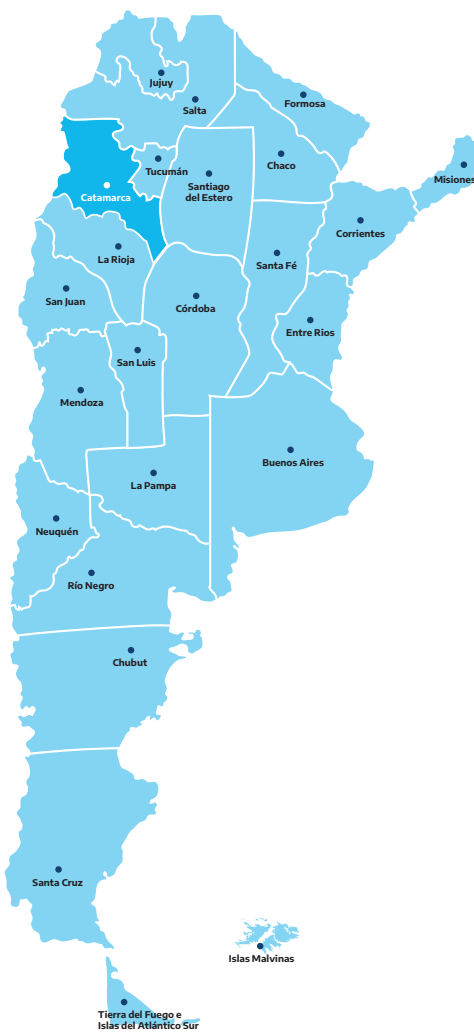 Jujuy
Salta
Formosa
Tucumán
Chaco
Misiones
Santiago
del Estero
Catamarca
Corrientes
La Rioja
Santa Fé
San Juan
Córdoba
Entre Rios
San Luis
Mendoza
Buenos Aires
La Pampa
Neuquén
Río Negro
Chubut
Santa Cruz
Islas Malvinas
Tierra del Fuego e
Islas del Atlántico Sur